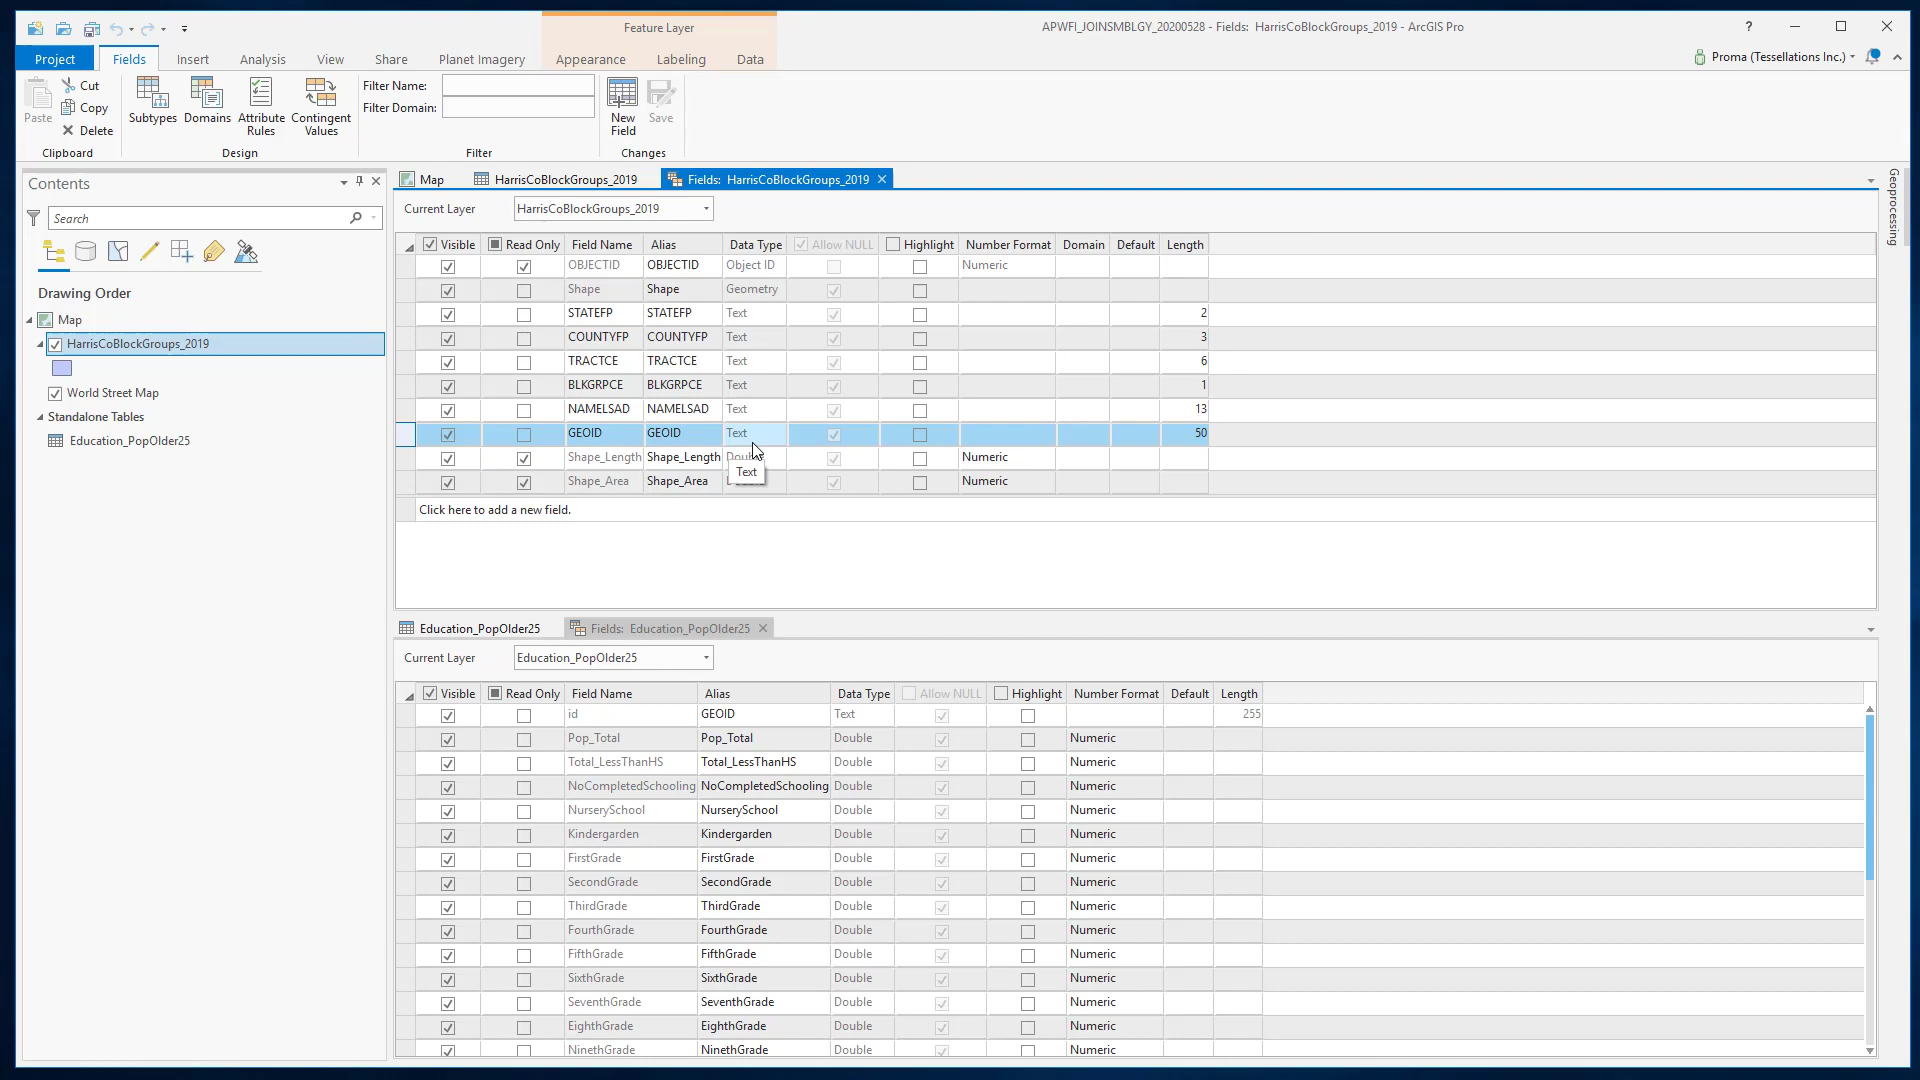 Feature Layer
APWFI_JOINSMBLGY_20200528 - Fields: HarrisCoBlockGroups_2019 - ArcGIS Pro
?
Project Fields Insert Analysis View Share Planet Imagery Appearance Labeling Data
Proma (Tessellations Inc.)
Paste
Cut
Copy
Delete
Clipboard
Subtypes Domains Attribute Rules Contingent Values
Design
Filter Name:
Filter Domain:
Filter
New Field
Save
Changes
Contents
Search
Drawing Order
Map
HarrisCoBlockGroups_2019
World Street Map
Standalone Tables
Education_PopOlder25
Geoprocessing
Map HarrisCoBlockGroups_2019 Fields: HarrisCoBlockGroups_2019
Current Layer HarrisCoBlockGroups_2019
Visible Read Only Field Name Alias Data Type Allow NULL Highlight Number Format Domain Default Length
OBJECTID OBJECTID Object ID Numeric
Shape Shape Geometry
STATEFP STATEFP Text 2
COUNTYFP COUNTYFP Text 3
TRACTCE TRACTCE Text 6
BLKGRPCE BLKGRPCE Text 1
NAMELSAD NAMELSAD Text 13
GEOID GEOID Text 50
Shape_Length Shape_Length Numeric
Text
Shape_Area Shape_Area Numeric
Click here to add a new field.
Education_PopOlder25 Fields: Education_PopOlder25
Current Layer Education_PopOlder25
Visible Read Only Field Name Alias Data Type Allow NULL Highlight Number Format Default Length
id GEOID Text 255
Pop_Total Pop_Total Double Numeric
Total_LessThanHS Total_LessThanHS Double Numeric
NoCompletedSchooling NoCompletedSchooling Double Numeric
NurserySchool NurserySchool Double Numeric
Kindergarden Kindergarden Double Numeric
FirstGrade FirstGrade Double Numeric
SecondGrade SecondGrade Double Numeric
ThirdGrade ThirdGrade Double Numeric
FourthGrade FourthGrade Double Numeric
FifthGrade FifthGrade Double Numeric
SixthGrade SixthGrade Double Numeric
SeventhGrade SeventhGrade Double Numeric
EighthGrade EighthGrade Double Numeric
NinethGrade NinethGrade Double Numeric